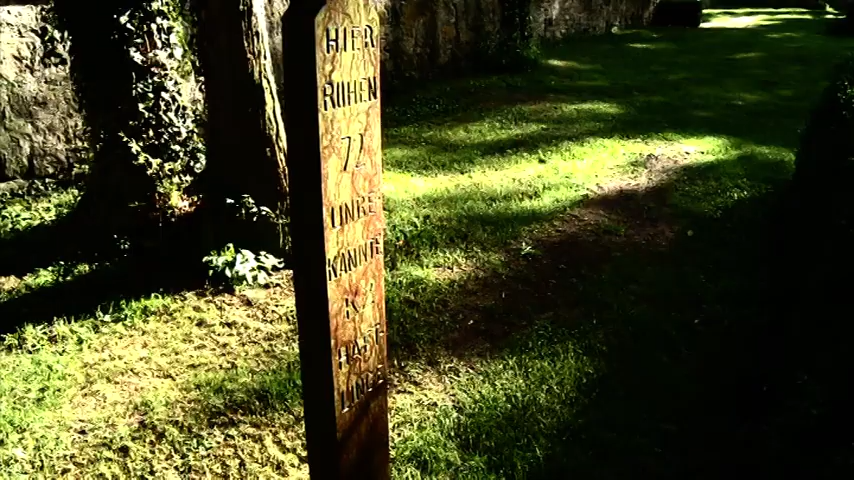 HIER
RUHEN
72
UNBE
KANNTE
KZ
HÄFT
LINGE